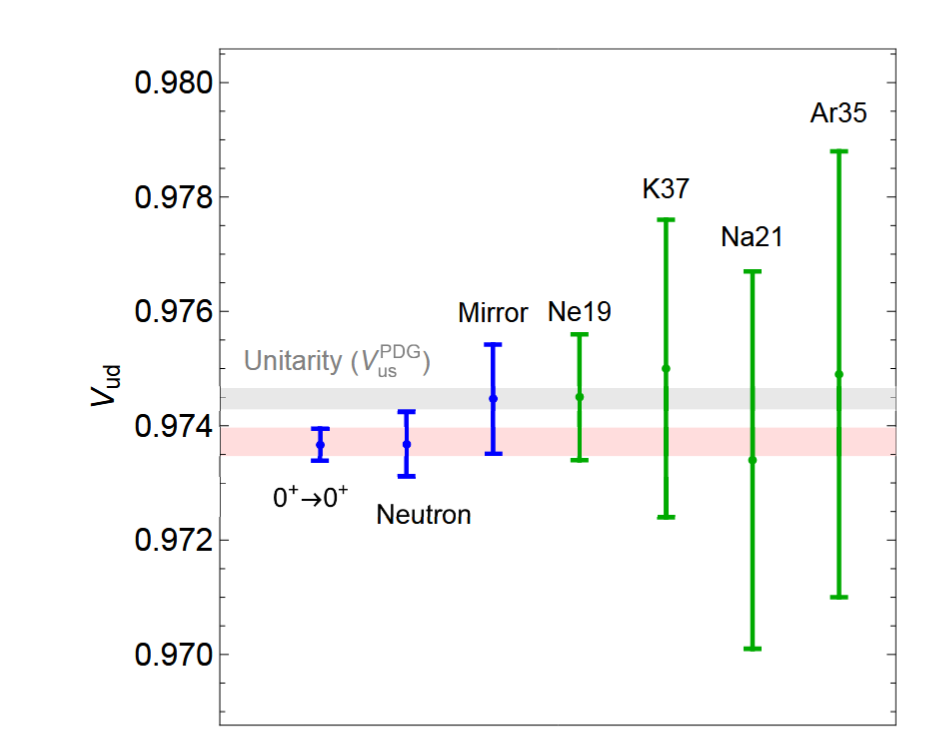 0.980
Ar35
0.978
K37
Na21
0.976
Mirror
Ne19
Unitarity (V_us^PDG)
V_ud
0.974
0⁺→0⁺
Neutron
0.972
0.970